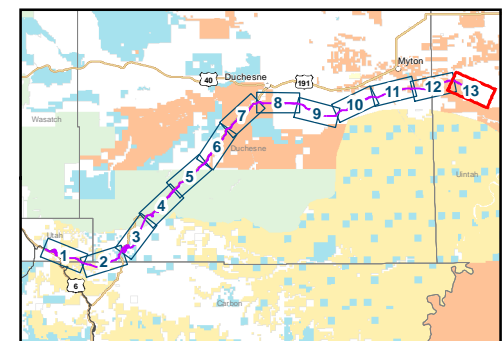 Myton
40
Duchesne
191
13
12
11
10
9
8
7
Wasatch
6
Duchesne
5
Uintah
4
3
Utah
1
2
6
Carbon